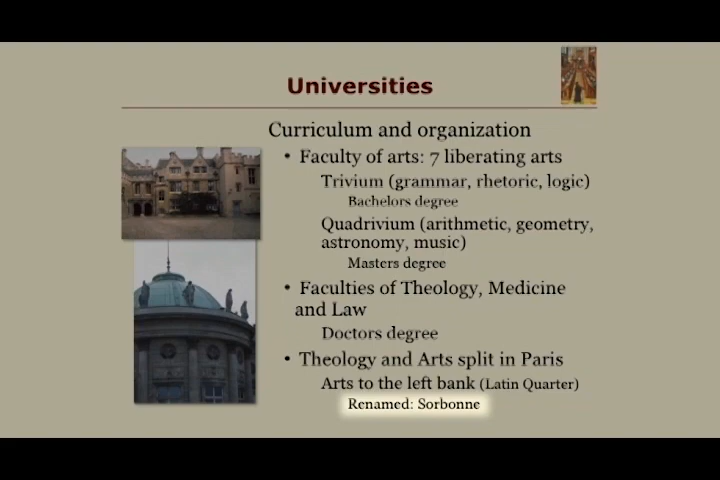 Universities
Curriculum and organization
• Faculty of arts: 7 liberating arts
Trivium (grammar, rhetoric, logic)
Bachelors degree
Quadrivium (arithmetic, geometry,
astronomy, music)
Masters degree
• Faculties of Theology, Medicine
and Law
Doctors degree
• Theology and Arts split in Paris
Arts to the left bank (Latin Quarter)
Renamed: Sorbonne